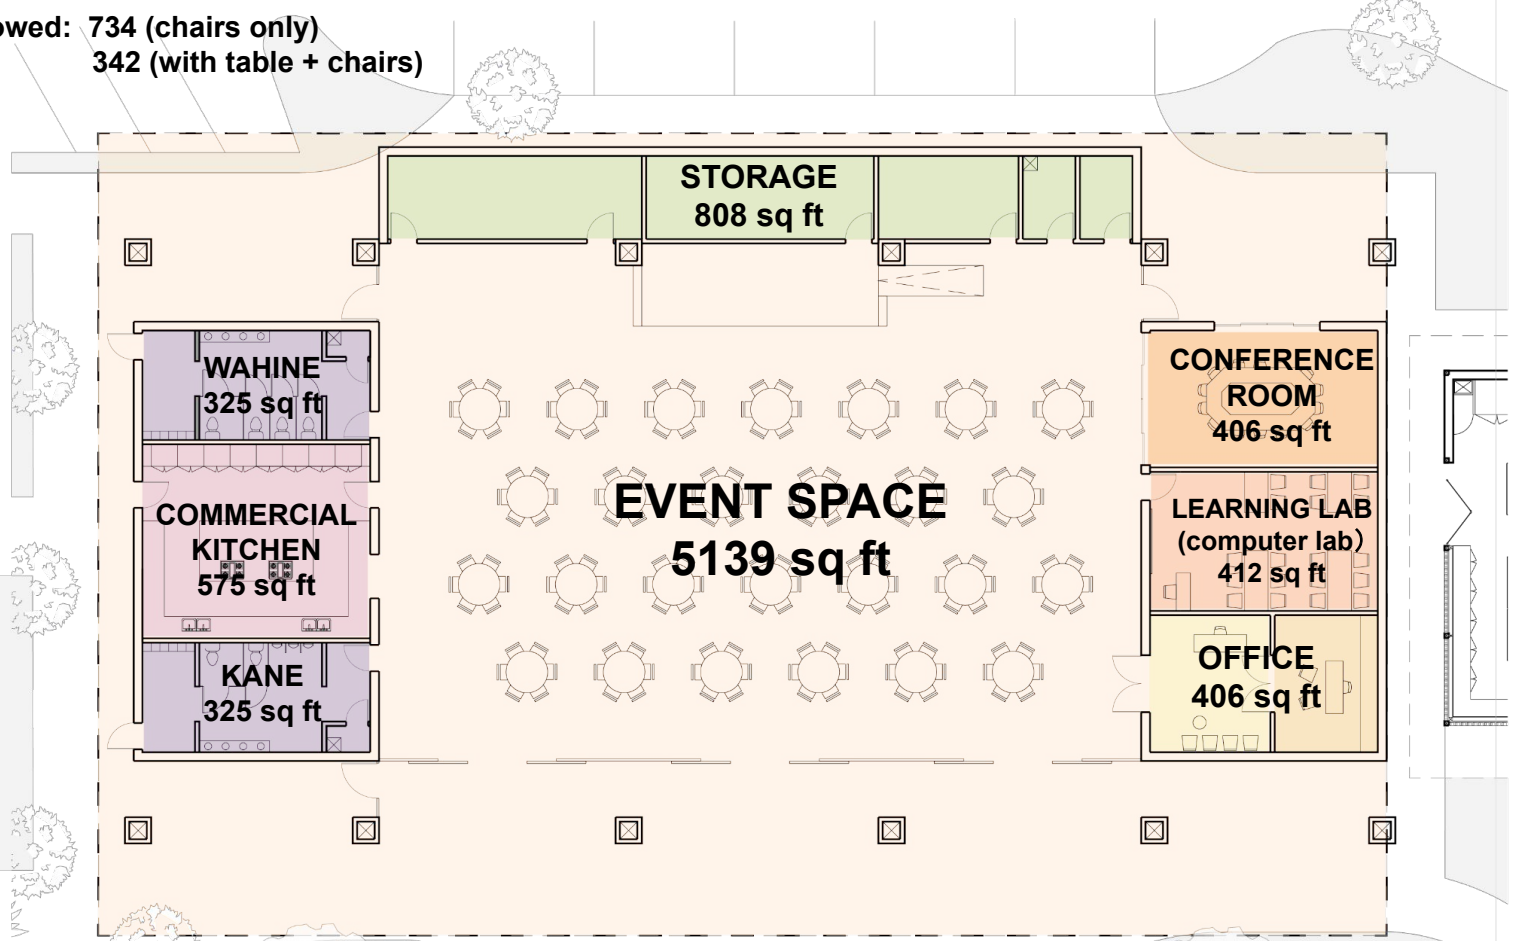 owed: 734 (chairs only)
342 (with table + chairs)
STORAGE
808 sq ft
WAHINE
325 sq ft
CONFERENCE
ROOM
406 sq ft
EVENT SPACE
5139 sq ft
COMMERCIAL
KITCHEN
575 sq ft
LEARNING LAB
(computer lab)
412 sq ft
KANE
325 sq ft
OFFICE
406 sq ft